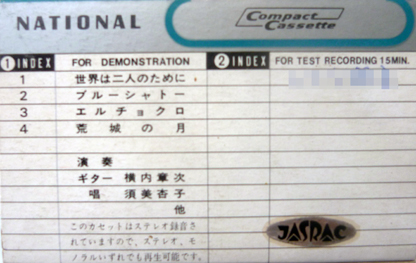 NATIONAL
Compact Cassette
1 INDEX FOR DEMONSTRATION 2 INDEX FOR TEST RECORDING 15MIN.
1 世界は二人のために
2 ブルーシャトー
3 エルチョクロ
4 荒城の月
演奏
ギター 横内章次
唄 須美杏子
他
このカセットはステレオ録音さ
れていますので、ステレオ、モ
ノラルいずれでも再生可能です。
JASRAC